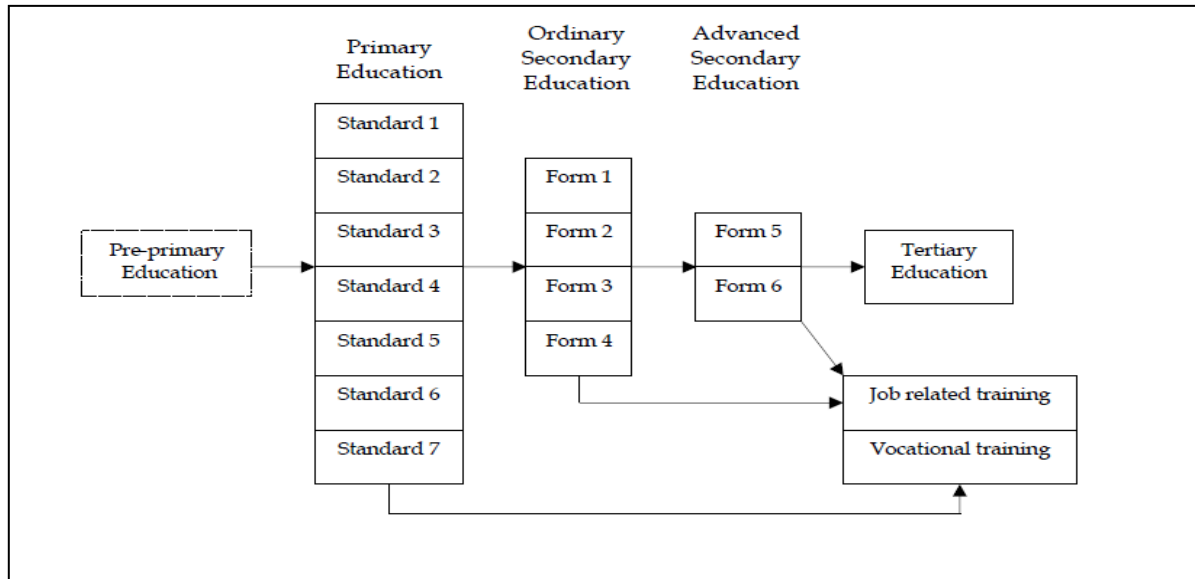 Primary
Education
Ordinary
Secondary
Education
Advanced
Secondary
Education
Pre-primary
Education
Standard 1
Standard 2
Standard 3
Standard 4
Standard 5
Standard 6
Standard 7
Form 1
Form 2
Form 3
Form 4
Form 5
Form 6
Tertiary
Education
Job related training
Vocational training